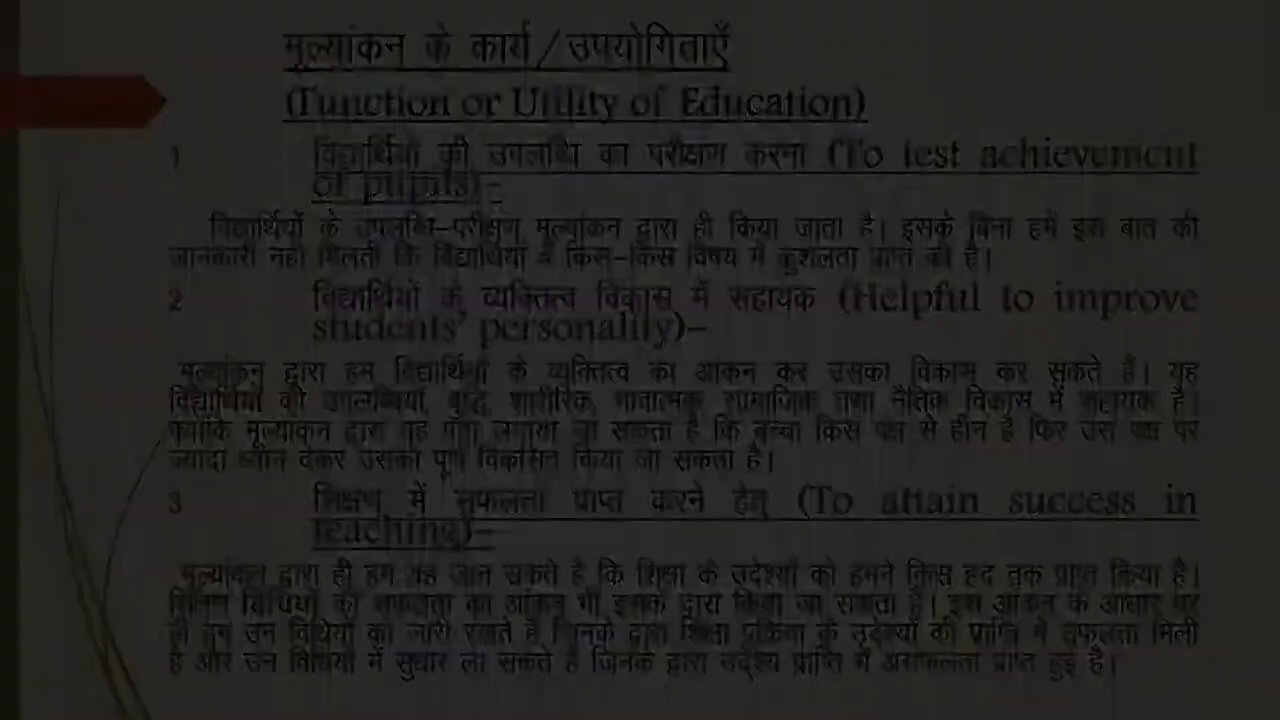 मूल्यांकन के कार्य/उपयोगिताएँ
(Function or Utility of Education)
1 विद्यार्थियों की उपलब्धि का परीक्षण करना (To test achievement
of pupils)-
विद्यार्थियों के उपलब्धि-परीक्षण मूल्यांकन द्वारा ही किया जाता है। इसके बिना हमें इस बात की
जानकारी नहीं मिलती कि विद्यार्थियों में किस-किस विषय में कुशलता प्राप्त की है।
2 विद्यार्थियों के व्यक्तित्व विकास में सहायक (Helpful to improve
students' personality)-
मूल्यांकन द्वारा हम विद्यार्थियों के व्यक्तित्व का आंकन कर उसका विकास कर सकते है। यह
विद्यार्थियों की उपलब्धियों, बुद्धि, शारीरिक, भावात्मक, सामाजिक तथा नैतिक विकास में सहायक है।
क्योंकि मूल्यांकन द्वारा यह पता लगाया जा सकता है कि बच्चा किस पक्ष से हीन है फिर उस पक्ष पर
ज्यादा ध्यान देकर उसका पूर्ण विकसित किया जा सकता है।
3 शिक्षण में सफलता प्राप्त करने हेतु (To attain success in
teaching)-
मूल्यांकन द्वारा ही हम यह जान सकते है कि शिक्षा के उदेश्यों को हमने किस हद तक प्राप्त किया है।
शिक्षण विधियों की सफलता का आंकन भी इसके द्वारा किया जा सकता है। इस आंकन के आधार पर
ही हम उन विधियों को जारी रखते है जिनके द्वारा शिक्षा प्रक्रिया के उदेश्यों की प्राप्ति में सफलता मिली
है और उन विधियों में सुधार ला सकते है जिनके द्वारा उद्देश्य प्राप्ति में असफलता प्राप्त हुई है।